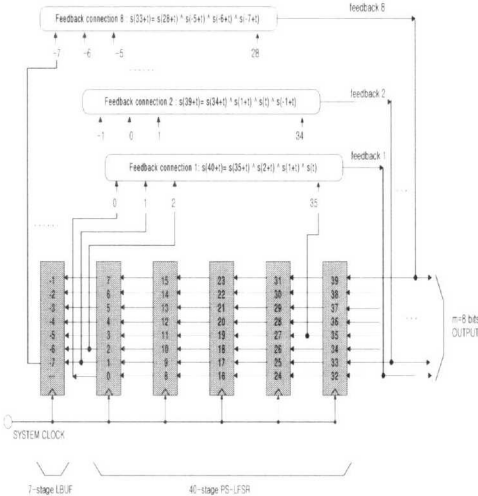 Feedback connection 8 : s(33+t)= s(28+t) ^ s(-5+t) ^ s(-6+t) ^ s(-7+t)
feedback 8
-7 -6 -5 28
........
Feedback connection 2 : s(39+t)= s(34+t) ^ s(1+t) ^ s(t) ^ s(-1+t)
feedback 2
-1 0 1 34
Feedback connection 1: s(40+t)= s(35+t) ^ s(2+t) ^ s(1+t) ^ s(t)
feedback 1
0 1 2 35
-1 7 15 23 31 39
-2 6 14 22 30 38
-3 5 13 21 29 37
-4 4 12 20 28 36
-5 3 11 19 27 35
-6 2 10 18 26 34
-7 1 9 17 25 33
--- 0 8 16 24 32
m=8 bits
OUTPUT
SYSTEM CLOCK
7-stage LBUF 40-stage PS-LFSR